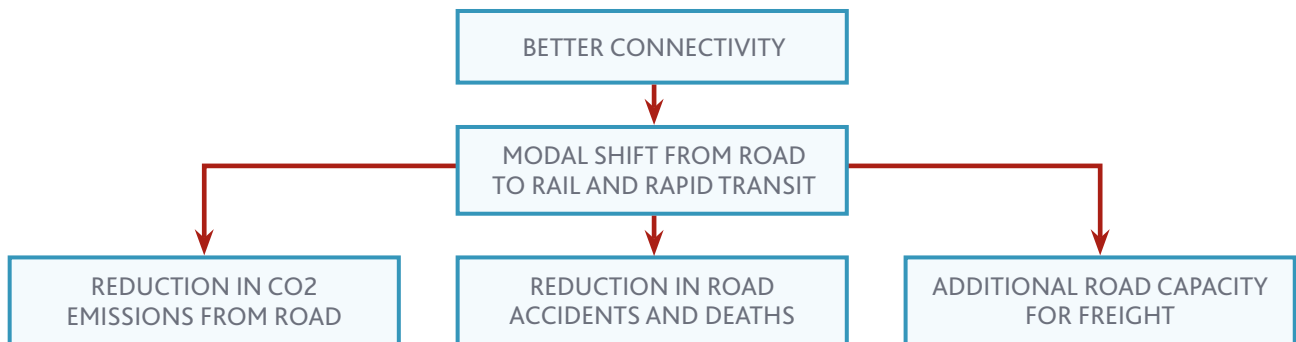 BETTER CONNECTIVITY
MODAL SHIFT FROM ROAD
TO RAIL AND RAPID TRANSIT
REDUCTION IN CO2
EMISSIONS FROM ROAD
REDUCTION IN ROAD
ACCIDENTS AND DEATHS
ADDITIONAL ROAD CAPACITY
FOR FREIGHT